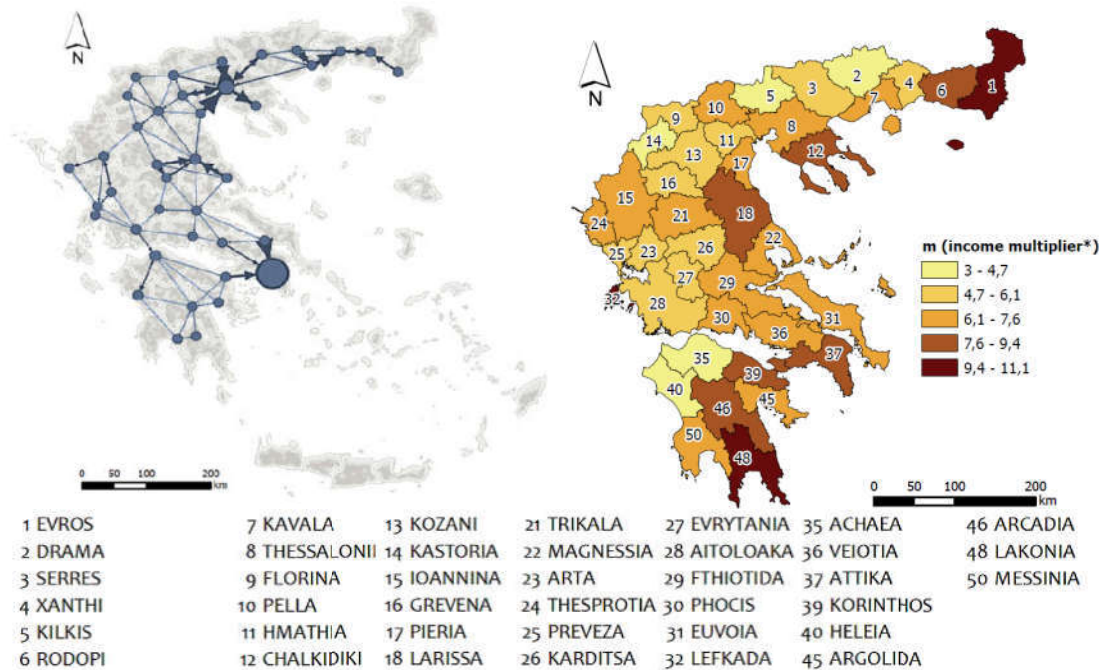 N
N
1
2
3
4
5
6
7
8
9
10
11
12
13
14
15
16
17
18
21
22
23
24
25
26
27
28
29
30
31
32
35
36
37
39
40
45
46
48
50
m (income multiplier*)
3 - 4,7
4,7 - 6,1
6,1 - 7,6
7,6 - 9,4
9,4 - 11,1
0 50 100 200
km
0 50 100 200
km
1 EVROS 7 KAVALA 13 KOZANI 21 TRIKALA 27 EVRYTANIA 35 ACHAEA 46 ARCADIA
2 DRAMA 8 THESSALONII 14 KASTORIA 22 MAGNESSIA 28 AITOLOAKA 36 VEIOTIA 48 LAKONIA
3 SERRES 9 FLORINA 15 IOANNINA 23 ARTA 29 FTHIOTIDA 37 ATTIKA 50 MESSINIA
4 XANTHI 10 PELLA 16 GREVENA 24 THESPROTIA 30 PHOCIS 39 KORINTHOS
5 KILKIS 11 HMATHIA 17 PIERIA 25 PREVEZA 31 EUVOIA 40 HELEIA
6 RODOPI 12 CHALKIDIKI 18 LARISSA 26 KARDITSA 32 LEFKADA 45 ARGOLIDA